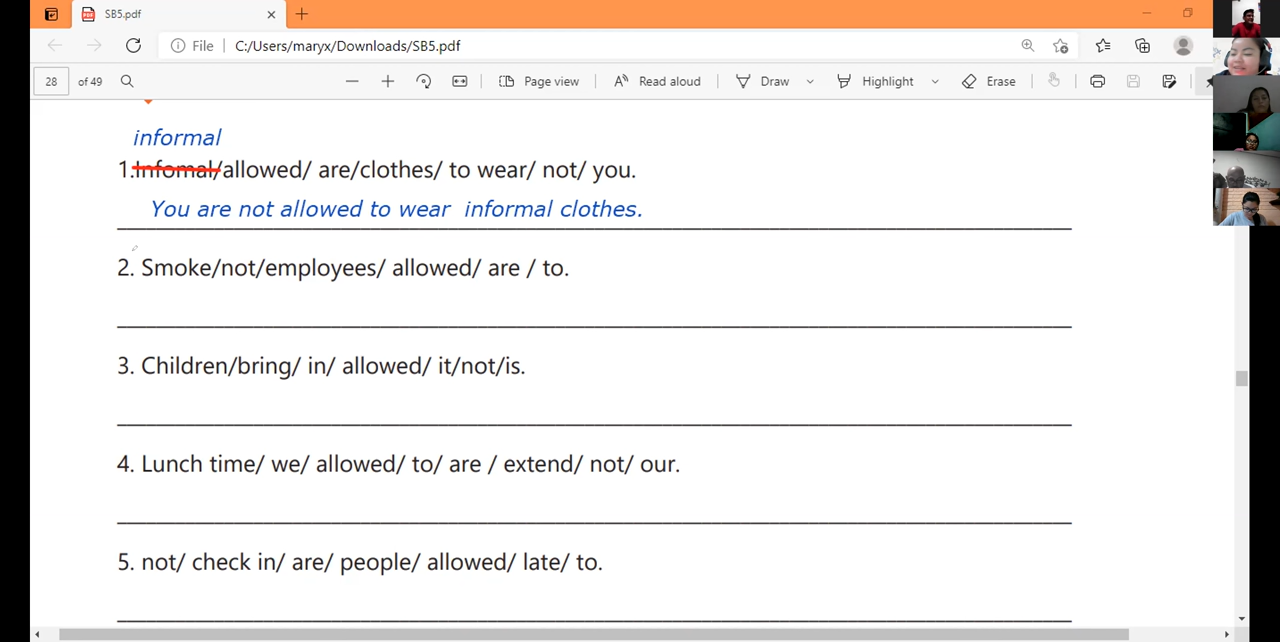 SB5.pdf
File C:/Users/maryx/Downloads/SB5.pdf
28 of 49 Page view Read aloud Draw Highlight Erase
informal
1.Infomal/allowed/ are/clothes/ to wear/ not/ you.
You are not allowed to wear informal clothes.
2. Smoke/not/employees/ allowed/ are / to.
3. Children/bring/ in/ allowed/ it/not/is.
4. Lunch time/ we/ allowed/ to/ are / extend/ not/ our.
5. not/ check in/ are/ people/ allowed/ late/ to.